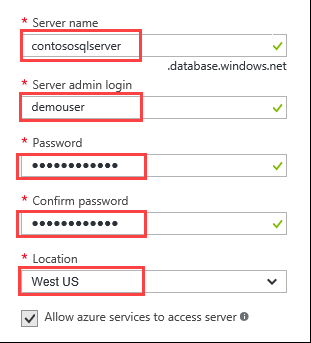 * Server name
contososqlserver
.database.windows.net
* Server admin login
demouser
* Password
●●●●●●●●●●●●
* Confirm password
●●●●●●●●●●●●
* Location
West US
Allow azure services to access server